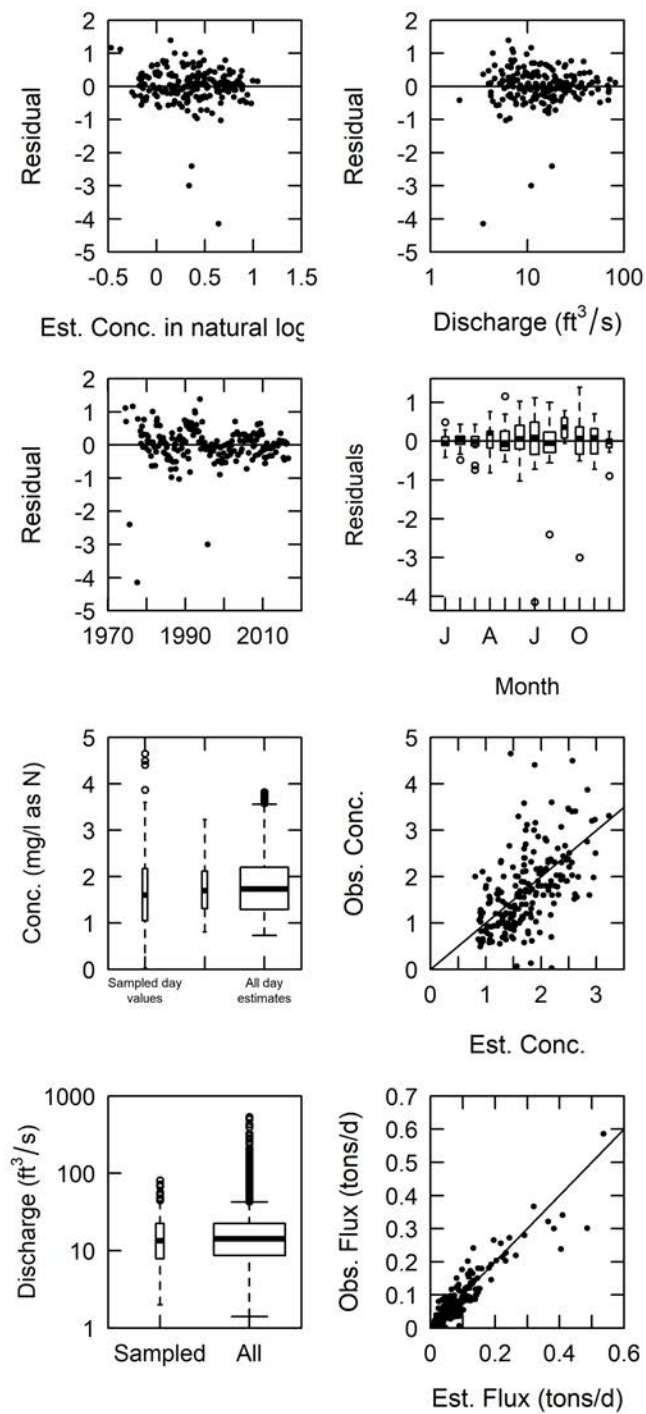 2
1
0
-1
-2
-3
-4
-5
Residual
-0.5 0 0.5 1 1.5
Est. Conc. in natural log
2
1
0
-1
-2
-3
-4
-5
Residual
1 10 100
Discharge (ft³/s)
2
1
0
-1
-2
-3
-4
-5
Residual
1970 1990 2010
2
1
0
-1
-2
-3
-4
Residuals
J A J O
Month
5
4
3
2
1
0
Conc. (mg/l as N)
Sampled day All day
values estimates
5
4
3
2
1
0
Obs. Conc.
0 1 2 3
Est. Conc.
1000
100
10
1
Discharge (ft³/s)
Sampled All
0.7
0.6
0.5
0.4
0.3
0.2
0.1
0
Obs. Flux (tons/d)
0 0.2 0.4 0.6
Est. Flux (tons/d)